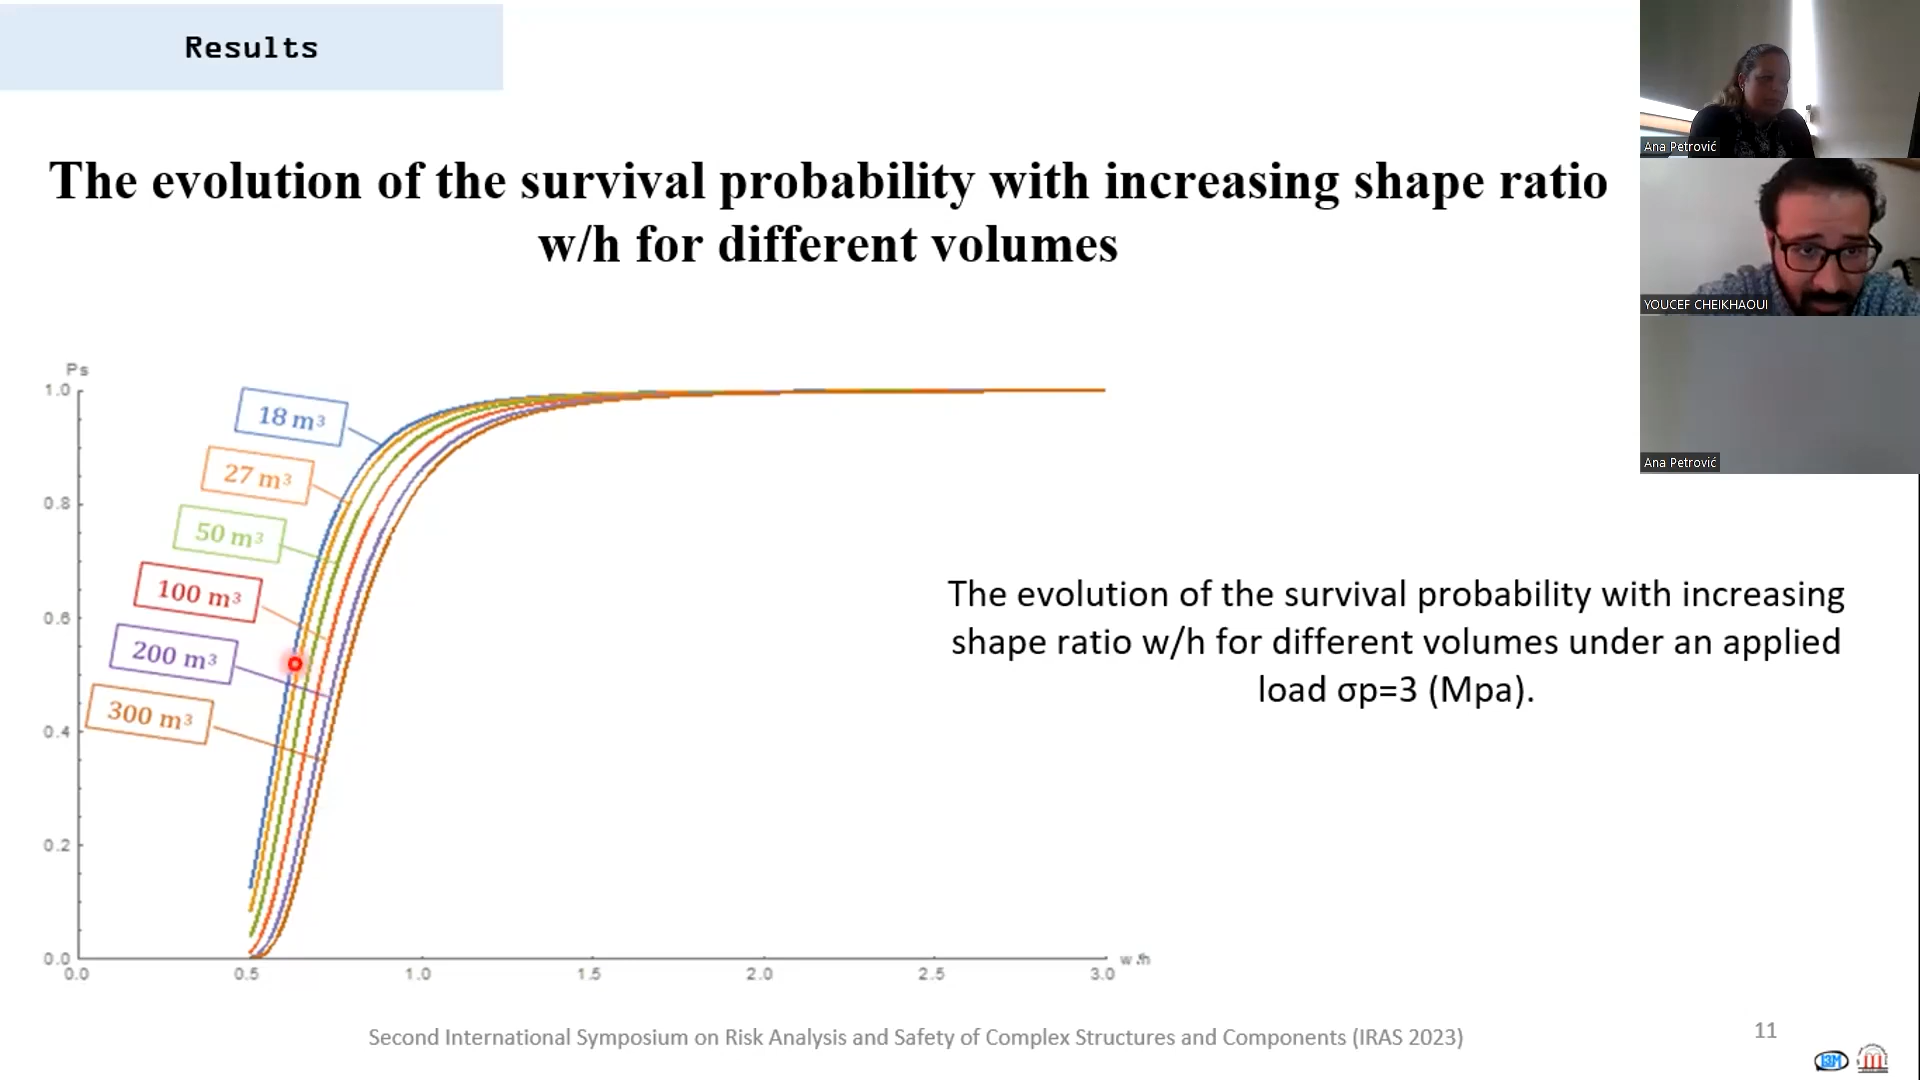 Results
The evolution of the survival probability with increasing shape ratio
w/h for different volumes
Ana Petrović
YOUCEF CHEIKHAOUI
Ana Petrović
Ps
1.0
0.8
0.6
0.4
0.2
0.0
0.0 0.5 1.0 1.5 2.0 2.5 3.0
w/h
18 m³
27 m³
50 m³
100 m³
200 m³
300 m³
The evolution of the survival probability with increasing
shape ratio w/h for different volumes under an applied
load σp=3 (Mpa).
Second International Symposium on Risk Analysis and Safety of Complex Structures and Components (IRAS 2023)
11